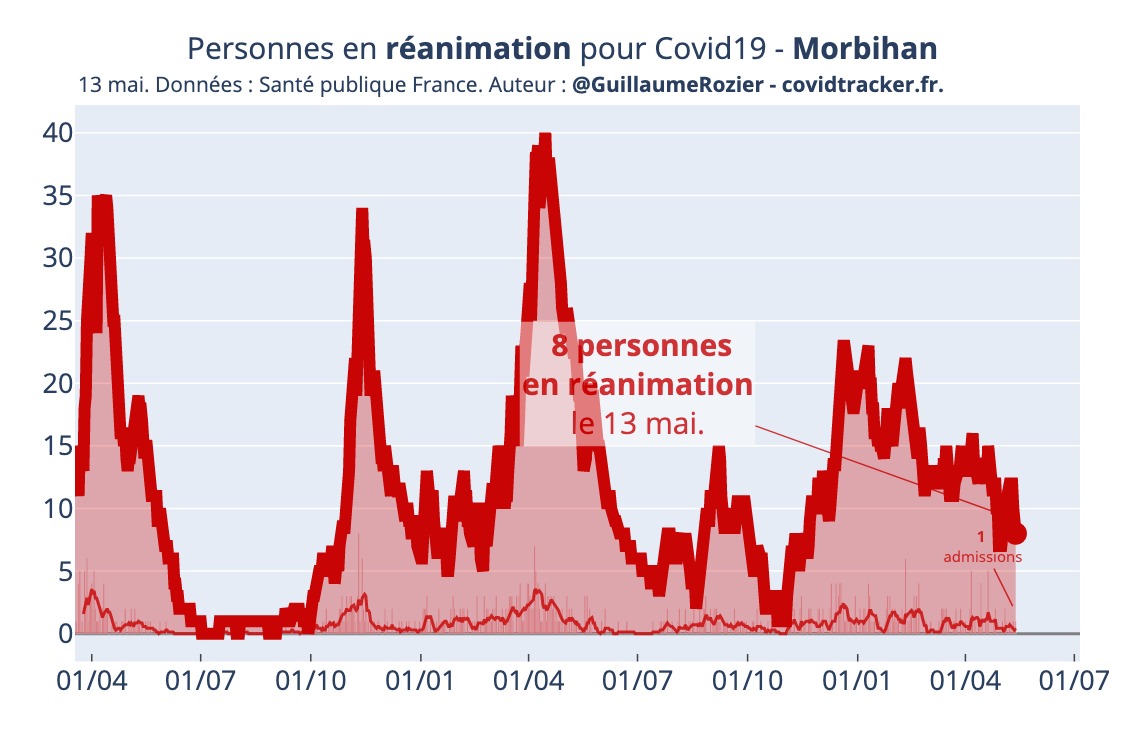 Personnes en réanimation pour Covid19 - Morbihan
13 mai. Données : Santé publique France. Auteur : @GuillaumeRozier - covidtracker.fr.
40
35
30
25
20
15
10
5
0
8 personnes
en réanimation
le 13 mai.
1
admissions
01/04 01/07 01/10 01/01 01/04 01/07 01/10 01/01 01/04 01/07